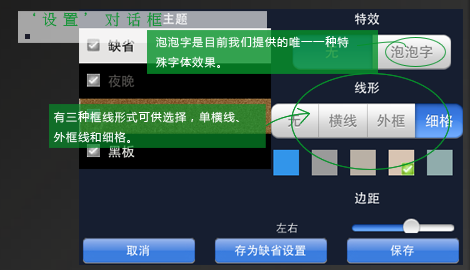 ‘设置’ 对话框
主题
特效
缺省
泡泡字是目前我们提供的唯一一种特
殊字体效果。
无
泡泡字
夜晚
线形
有三种框线形式可供选择，单横线、
外框线和细格。
无
横线
外框
细格
黑板
边距
左右
取消
存为缺省设置
保存